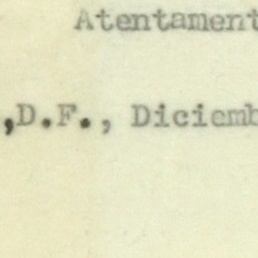 Atentament
,D.F., Diciemb